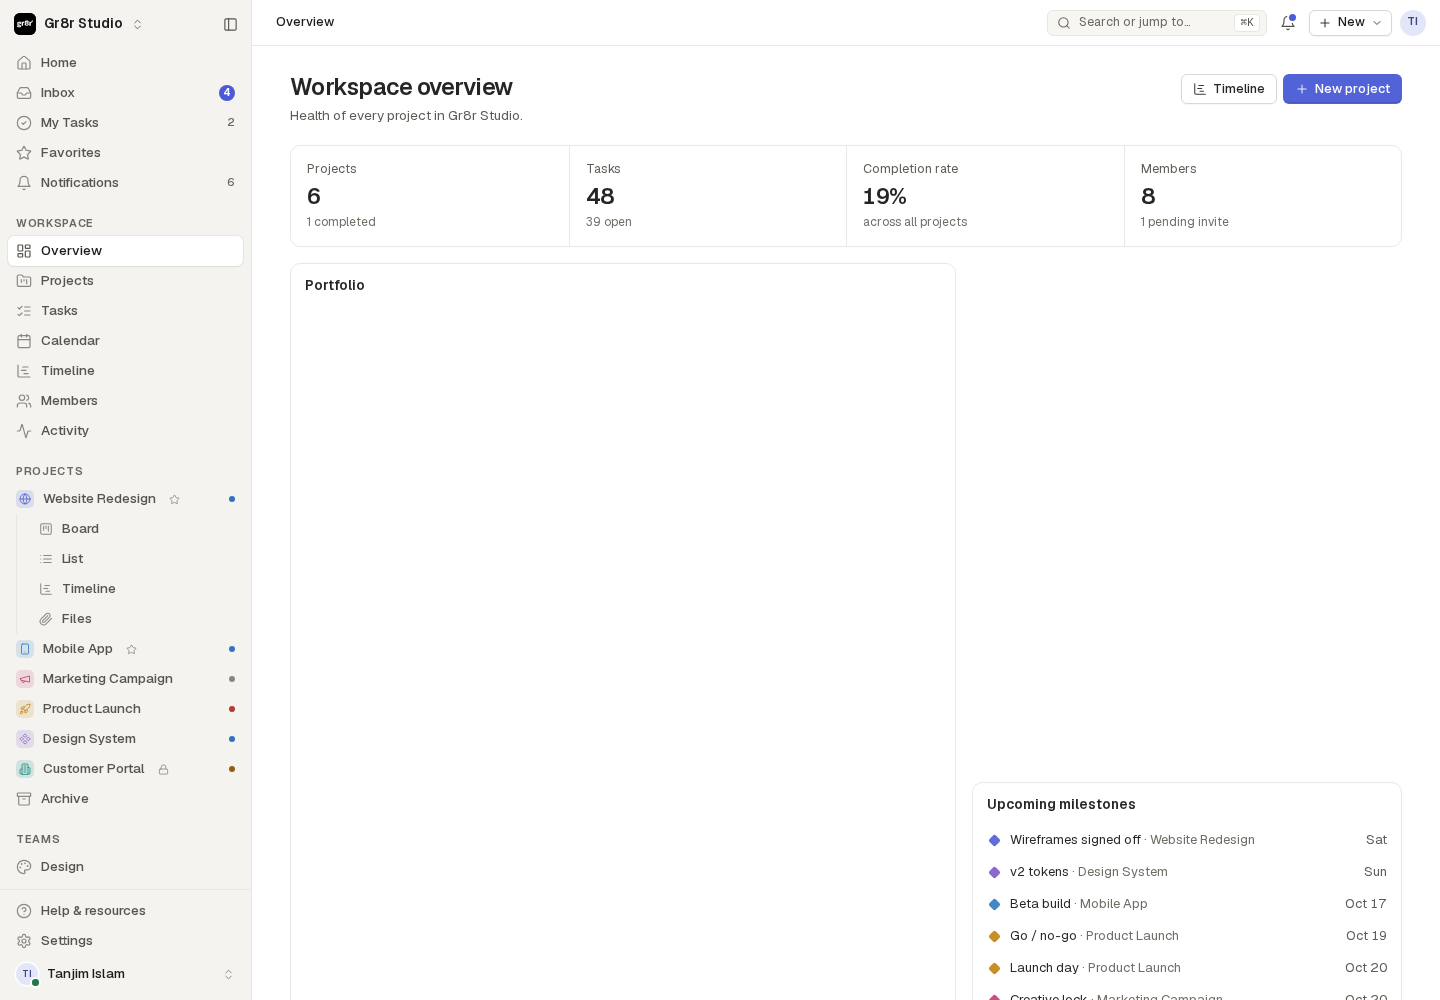 gr8r
Gr8r Studio
Home
Inbox 4
My Tasks 2
Favorites
Notifications 6
WORKSPACE
Overview
Projects
Tasks
Calendar
Timeline
Members
Activity
PROJECTS
Website Redesign
Board
List
Timeline
Files
Mobile App
Marketing Campaign
Product Launch
Design System
Customer Portal
Archive
TEAMS
Design
Help & resources
Settings
TI Tanjim Islam
Overview
Search or jump to... ⌘K
New
TI
Workspace overview
Health of every project in Gr8r Studio.
Timeline
New project
Projects
6
1 completed
Tasks
48
39 open
Completion rate
19%
across all projects
Members
8
1 pending invite
Portfolio
Upcoming milestones
Wireframes signed off · Website Redesign Sat
v2 tokens · Design System Sun
Beta build · Mobile App Oct 17
Go / no-go · Product Launch Oct 19
Launch day · Product Launch Oct 20
Creative lock · Marketing Campaign Oct 20